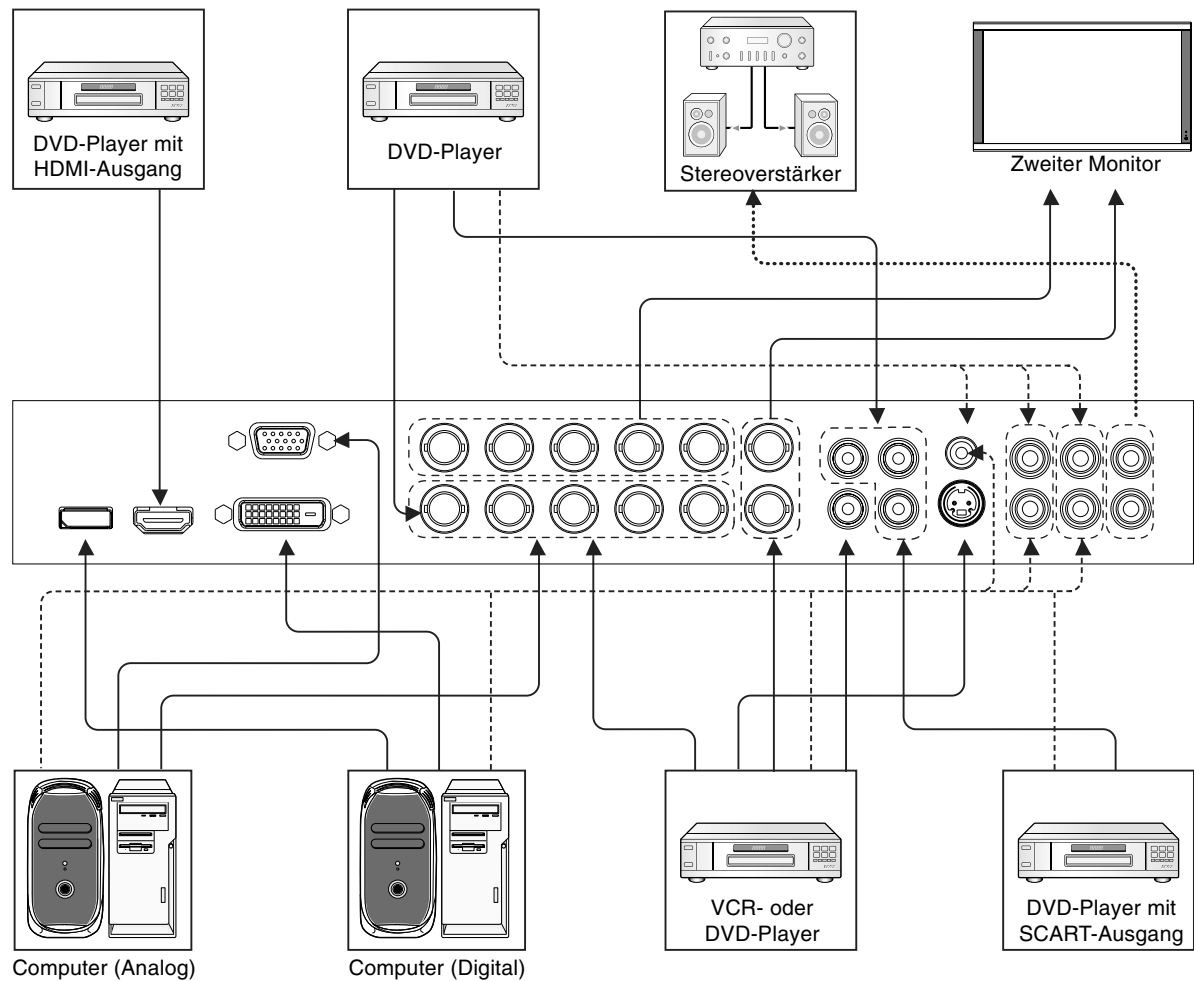 DVD-Player mit
HDMI-Ausgang
DVD-Player
Stereoverstärker
Zweiter Monitor
Computer (Analog)
Computer (Digital)
VCR- oder
DVD-Player
DVD-Player mit
SCART-Ausgang